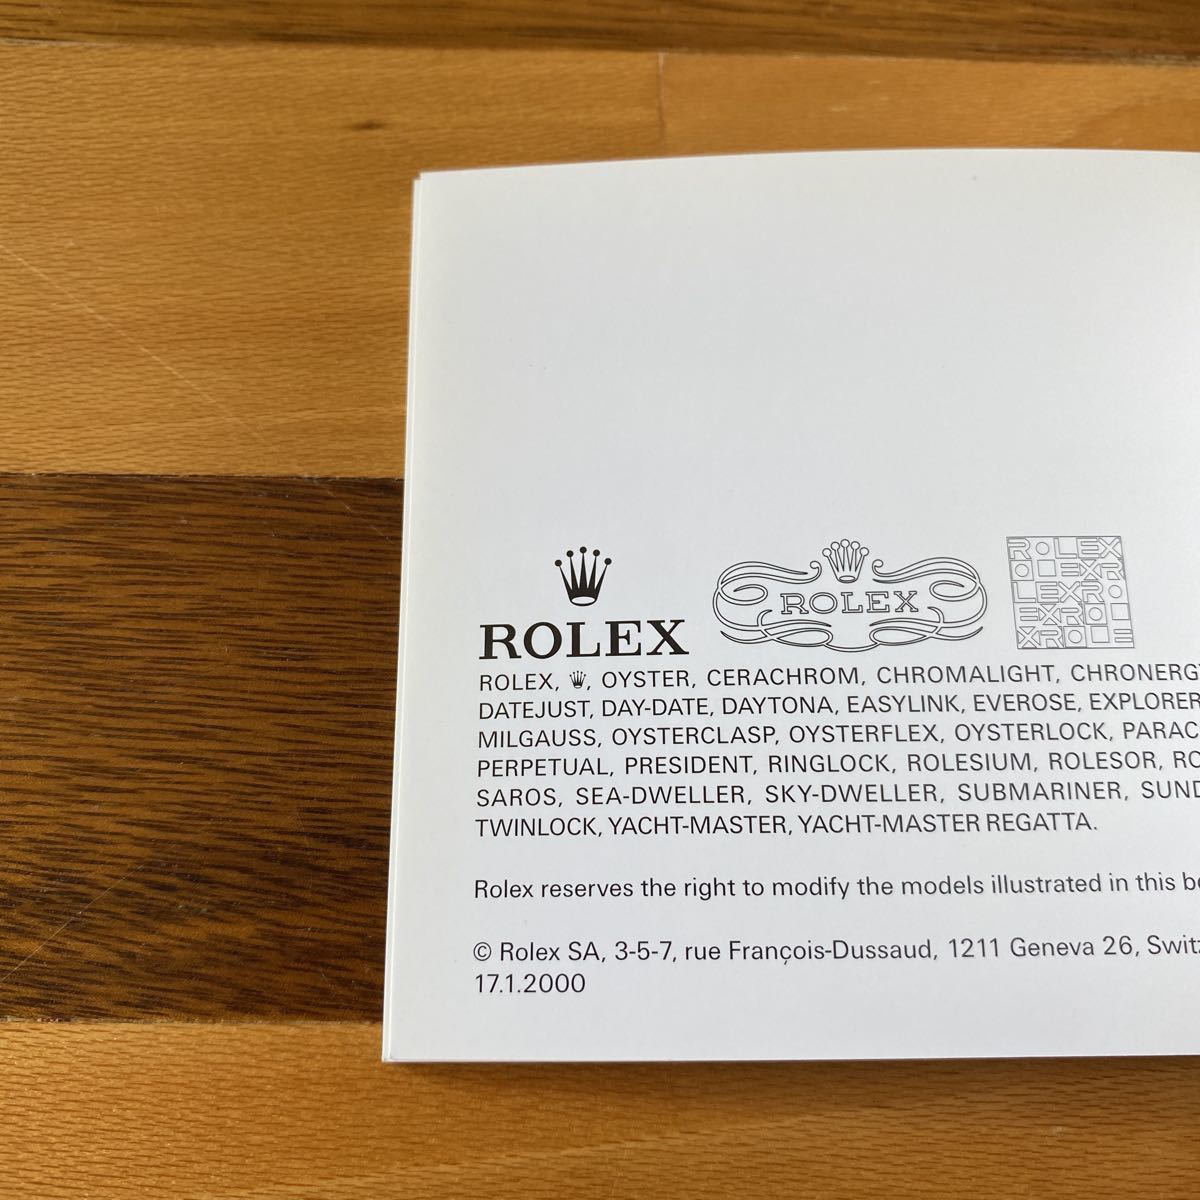 ROLEX
ROLEX
ROLEX
ROLEX, OYSTER, CERACHROM, CHROMALIGHT,
DATEJUST, DAY-DATE, DAYTONA, EASYLINK, EVEROSE, EXPLORER
MILGAUSS, OYSTERCLASP, OYSTERFLEX, OYSTERLOCK,
PERPETUAL, PRESIDENT, RINGLOCK, ROLESIUM, ROLESOR,
SAROS, SEA-DWELLER, SKY-DWELLER, SUBMARINER,
TWINLOCK, YACHT-MASTER, YACHT-MASTER REGATTA.
Rolex reserves the right to modify the models illustrated in this
© Rolex SA, 3-5-7, rue François-Dussaud, 1211 Geneva 26,
17.1.2000